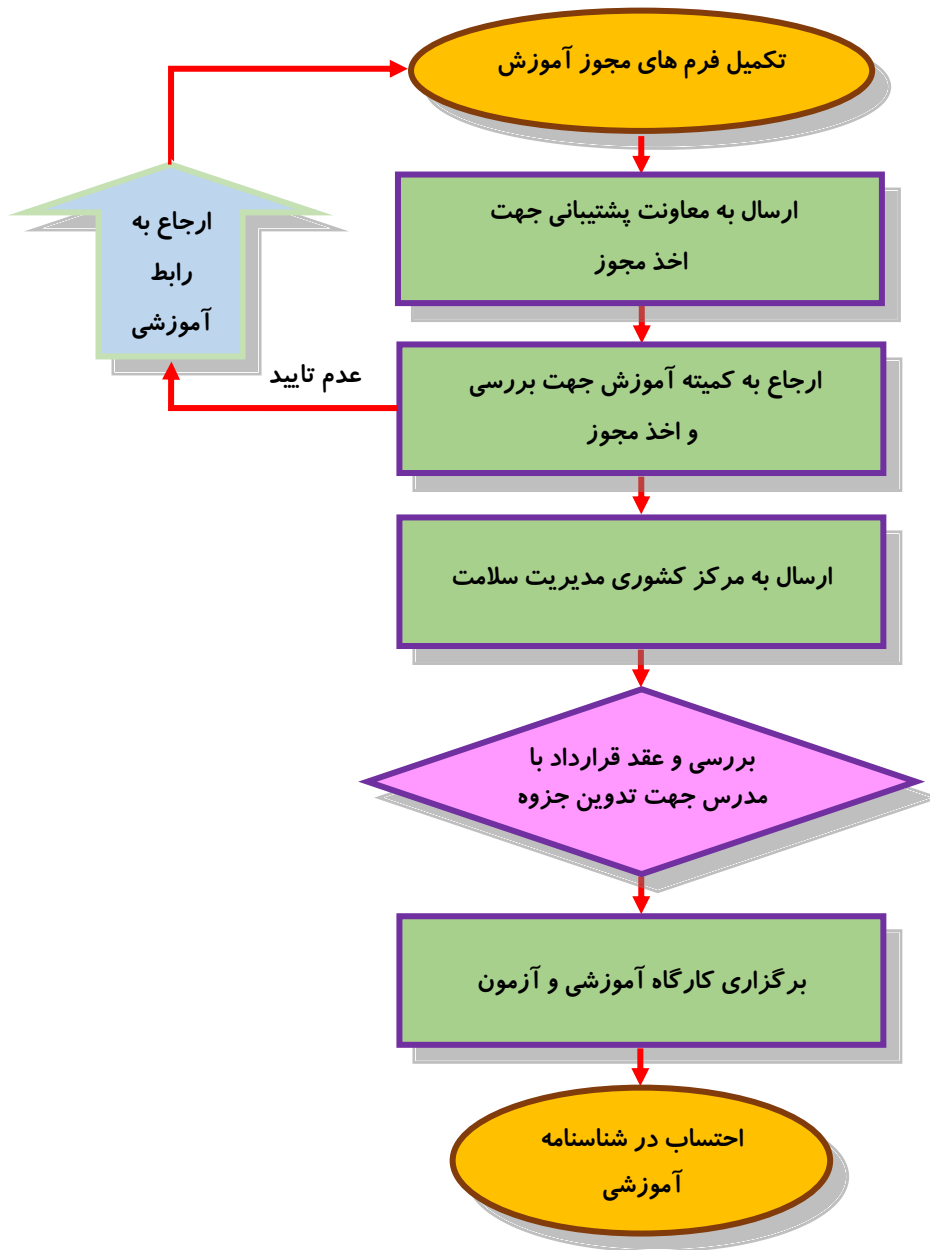 تکمیل فرم های مجوز آموزش
ارسال به معاونت پشتیبانی جهت
اخذ مجوز
ارجاع به
رابط
آموزشی
عدم تایید
ارجاع به کمیته آموزش جهت بررسی
و اخذ مجوز
ارسال به مرکز کشوری مدیریت سلامت
بررسی و عقد قرارداد با
مدرس جهت تدوین جزوه
برگزاری کارگاه آموزشی و آزمون
احتساب در شناسنامه
آموزشی